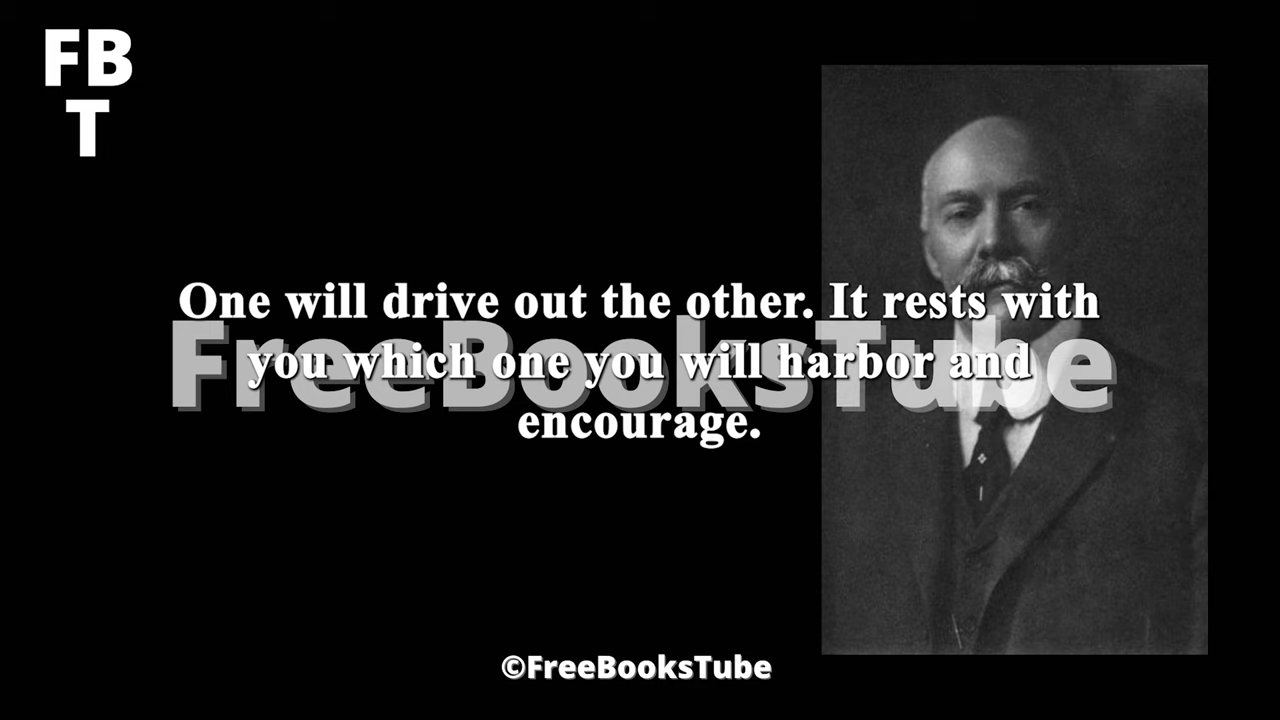 FB
T
One will drive out the other. It rests with
you which one you will harbor and
encourage.
FreeBooksTube
©FreeBooksTube